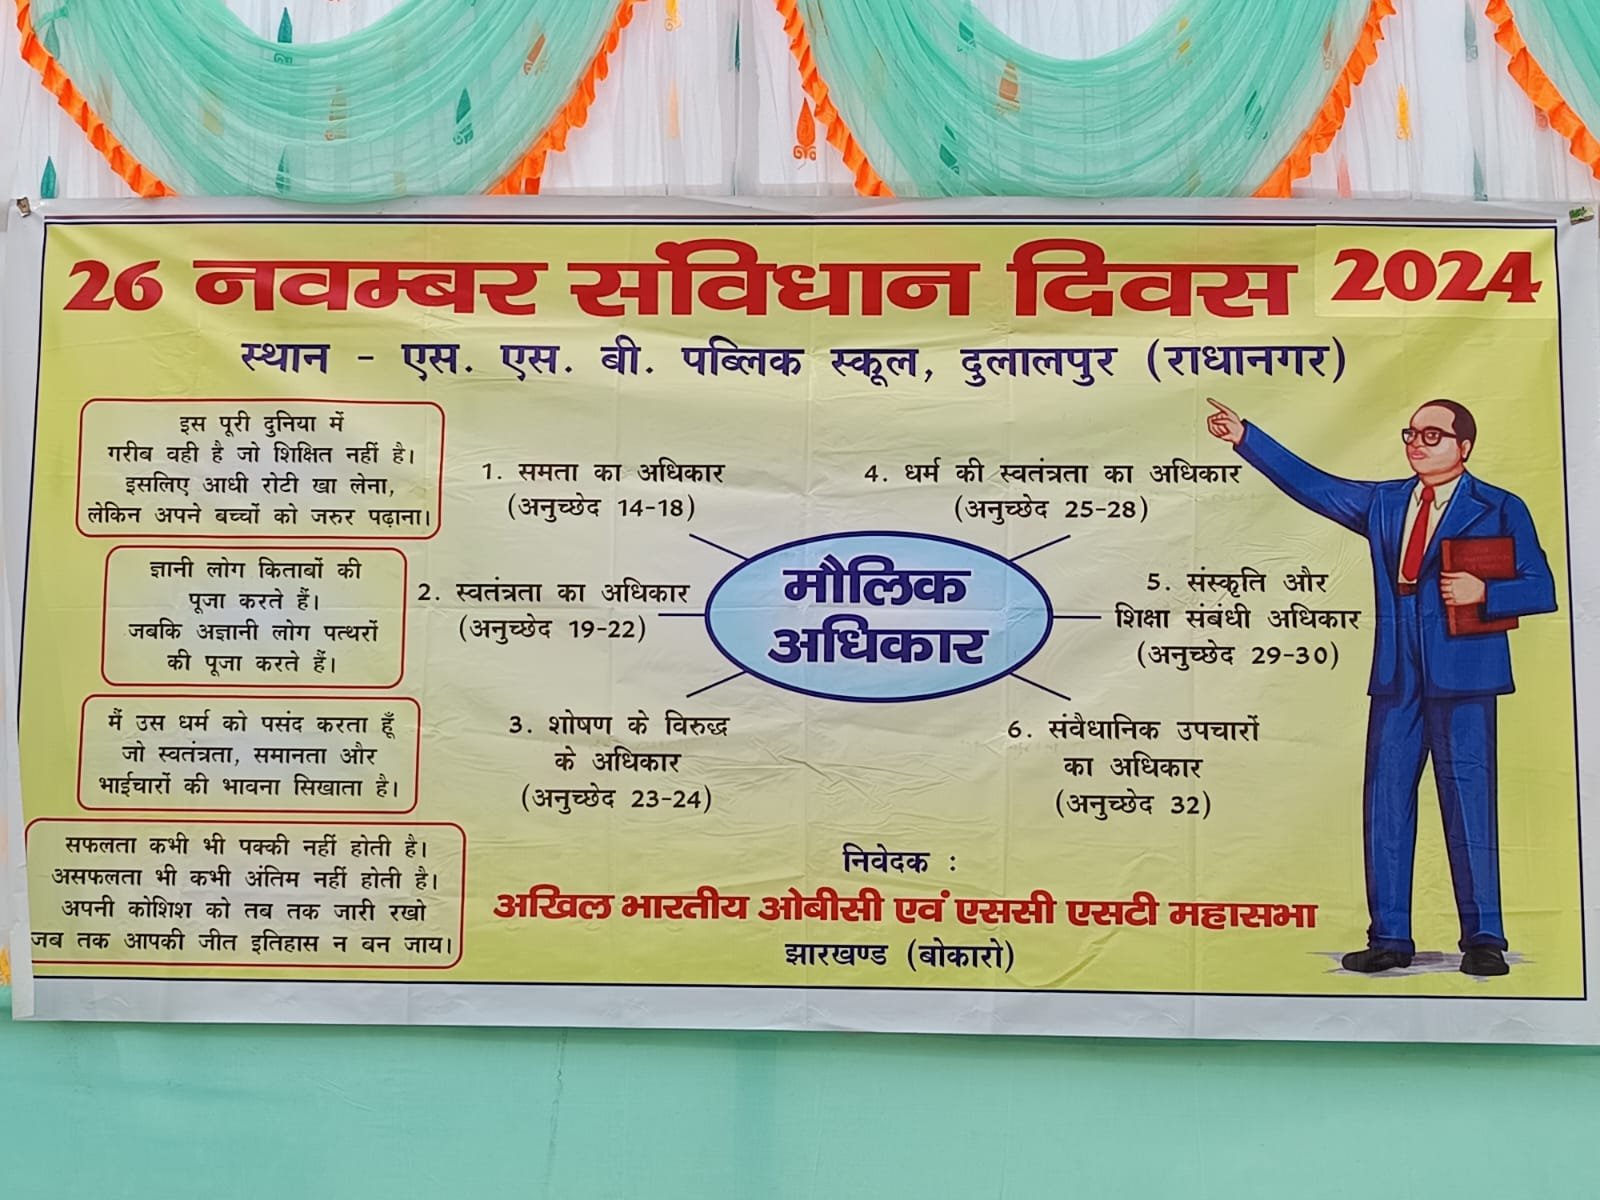 26 नवम्बर संविधान दिवस 2024
स्थान - एस. एस. बी. पब्लिक स्कूल, दुलालपुर (राधानगर)
इस पूरी दुनिया में
गरीब वही है जो शिक्षित नहीं है।
इसलिए आधी रोटी खा लेना,
लेकिन अपने बच्चों को जरुर पढ़ाना।
ज्ञानी लोग किताबों की
पूजा करते हैं।
जबकि अज्ञानी लोग पत्थरों
की पूजा करते हैं।
मैं उस धर्म को पसंद करता हूँ
जो स्वतंत्रता, समानता और
भाईचारों की भावना सिखाता है।
सफलता कभी भी पक्की नहीं होती है।
असफलता भी कभी अंतिम नहीं होती है।
अपनी कोशिश को तब तक जारी रखो
जब तक आपकी जीत इतिहास न बन जाय।
1. समता का अधिकार
(अनुच्छेद 14-18)
2. स्वतंत्रता का अधिकार
(अनुच्छेद 19-22)
3. शोषण के विरुद्ध
के अधिकार
(अनुच्छेद 23-24)
मौलिक
अधिकार
4. धर्म की स्वतंत्रता का अधिकार
(अनुच्छेद 25-28)
5. संस्कृति और
शिक्षा संबंधी अधिकार
(अनुच्छेद 29-30)
6. संवैधानिक उपचारों
का अधिकार
(अनुच्छेद 32)
निवेदक :
अखिल भारतीय ओबीसी एवं एससी एसटी महासभा
झारखण्ड (बोकारो)